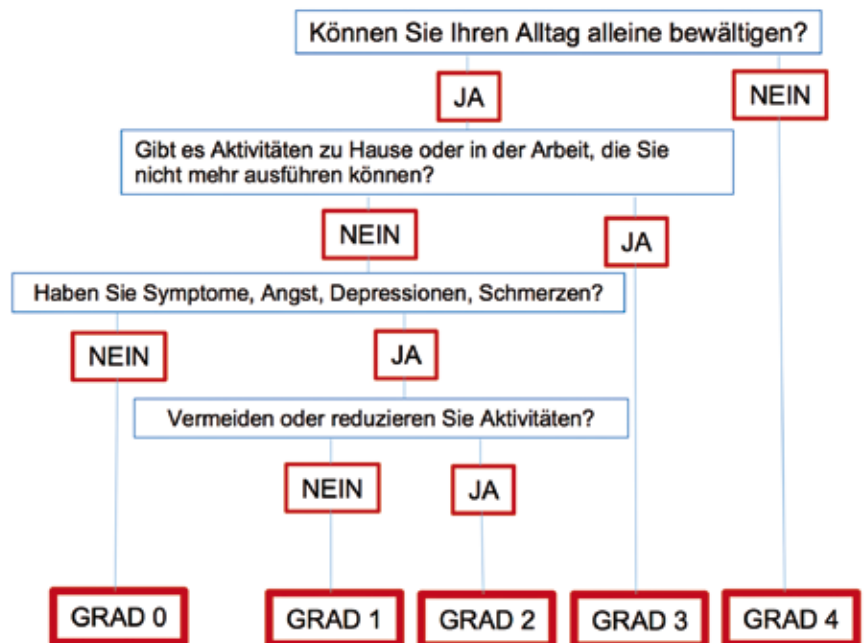 Können Sie Ihren Alltag alleine bewältigen?
JA
NEIN
Gibt es Aktivitäten zu Hause oder in der Arbeit, die Sie
nicht mehr ausführen können?
NEIN
JA
Haben Sie Symptome, Angst, Depressionen, Schmerzen?
NEIN
JA
Vermeiden oder reduzieren Sie Aktivitäten?
NEIN
JA
GRAD 0
GRAD 1
GRAD 2
GRAD 3
GRAD 4